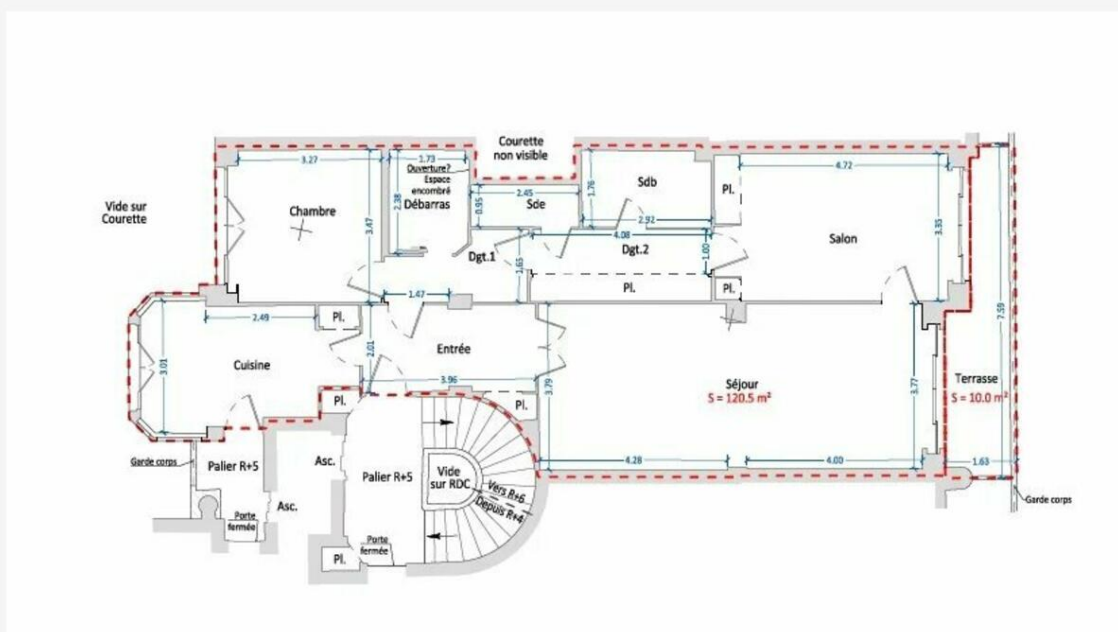 Courette
non visible
Vide sur
Courette
3.27
1.73
Ouverture?
Espace
encombré
Débarras
2.38
Chambre
3.47
2.45
0.95
Sde
1.76
Sdb
2.92
Pl.
4.72
Salon
3.35
4.08
Dgt.1
1.65
Dgt.2
1.00
Pl.
Pl.
1.47
2.49
Pl.
3.01
Cuisine
2.01
Entrée
3.96
3.79
Pl.
Pl.
Séjour
S = 120.5 m²
3.77
4.28
4.00
7.59
Terrasse
S = 10.0 m²
1.63
Garde corps
Garde corps
Palier R+5
Asc.
Asc.
Palier R+5
Vide
sur RDC
Vers R+6
Depuis R+4
Porte
fermée
Porte
fermée
Pl.